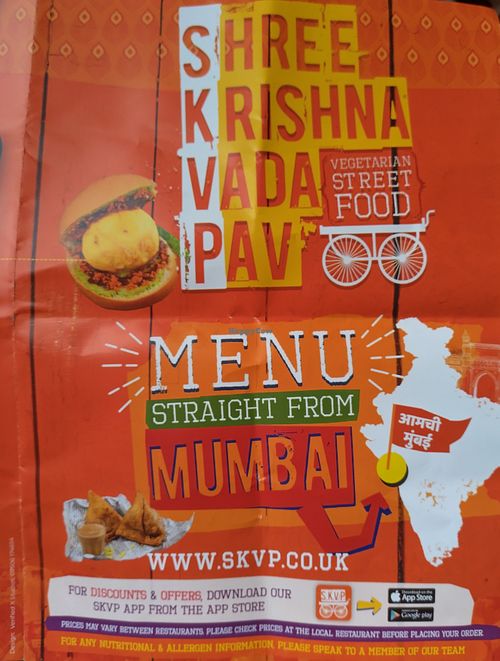 SHREE
KRISHNA
VADA
PAV
VEGETARIAN
STREET
FOOD
MENU
STRAIGHT FROM
MUMBAI
आमची
मुंबई
WWW.SKVP.CO.UK
FOR DISCOUNTS & OFFERS, DOWNLOAD OUR
SKVP APP FROM THE APP STORE
S.K.V.P
Download on the
App Store
Google play
PRICES MAY VARY BETWEEN RESTAURANTS, PLEASE CHECK PRICES AT THE LOCAL RESTAURANT BEFORE PLACING YOUR ORDER
FOR ANY NUTRITIONAL & ALLERGEN INFORMATION, PLEASE SPEAK TO A MEMBER OF OUR TEAM